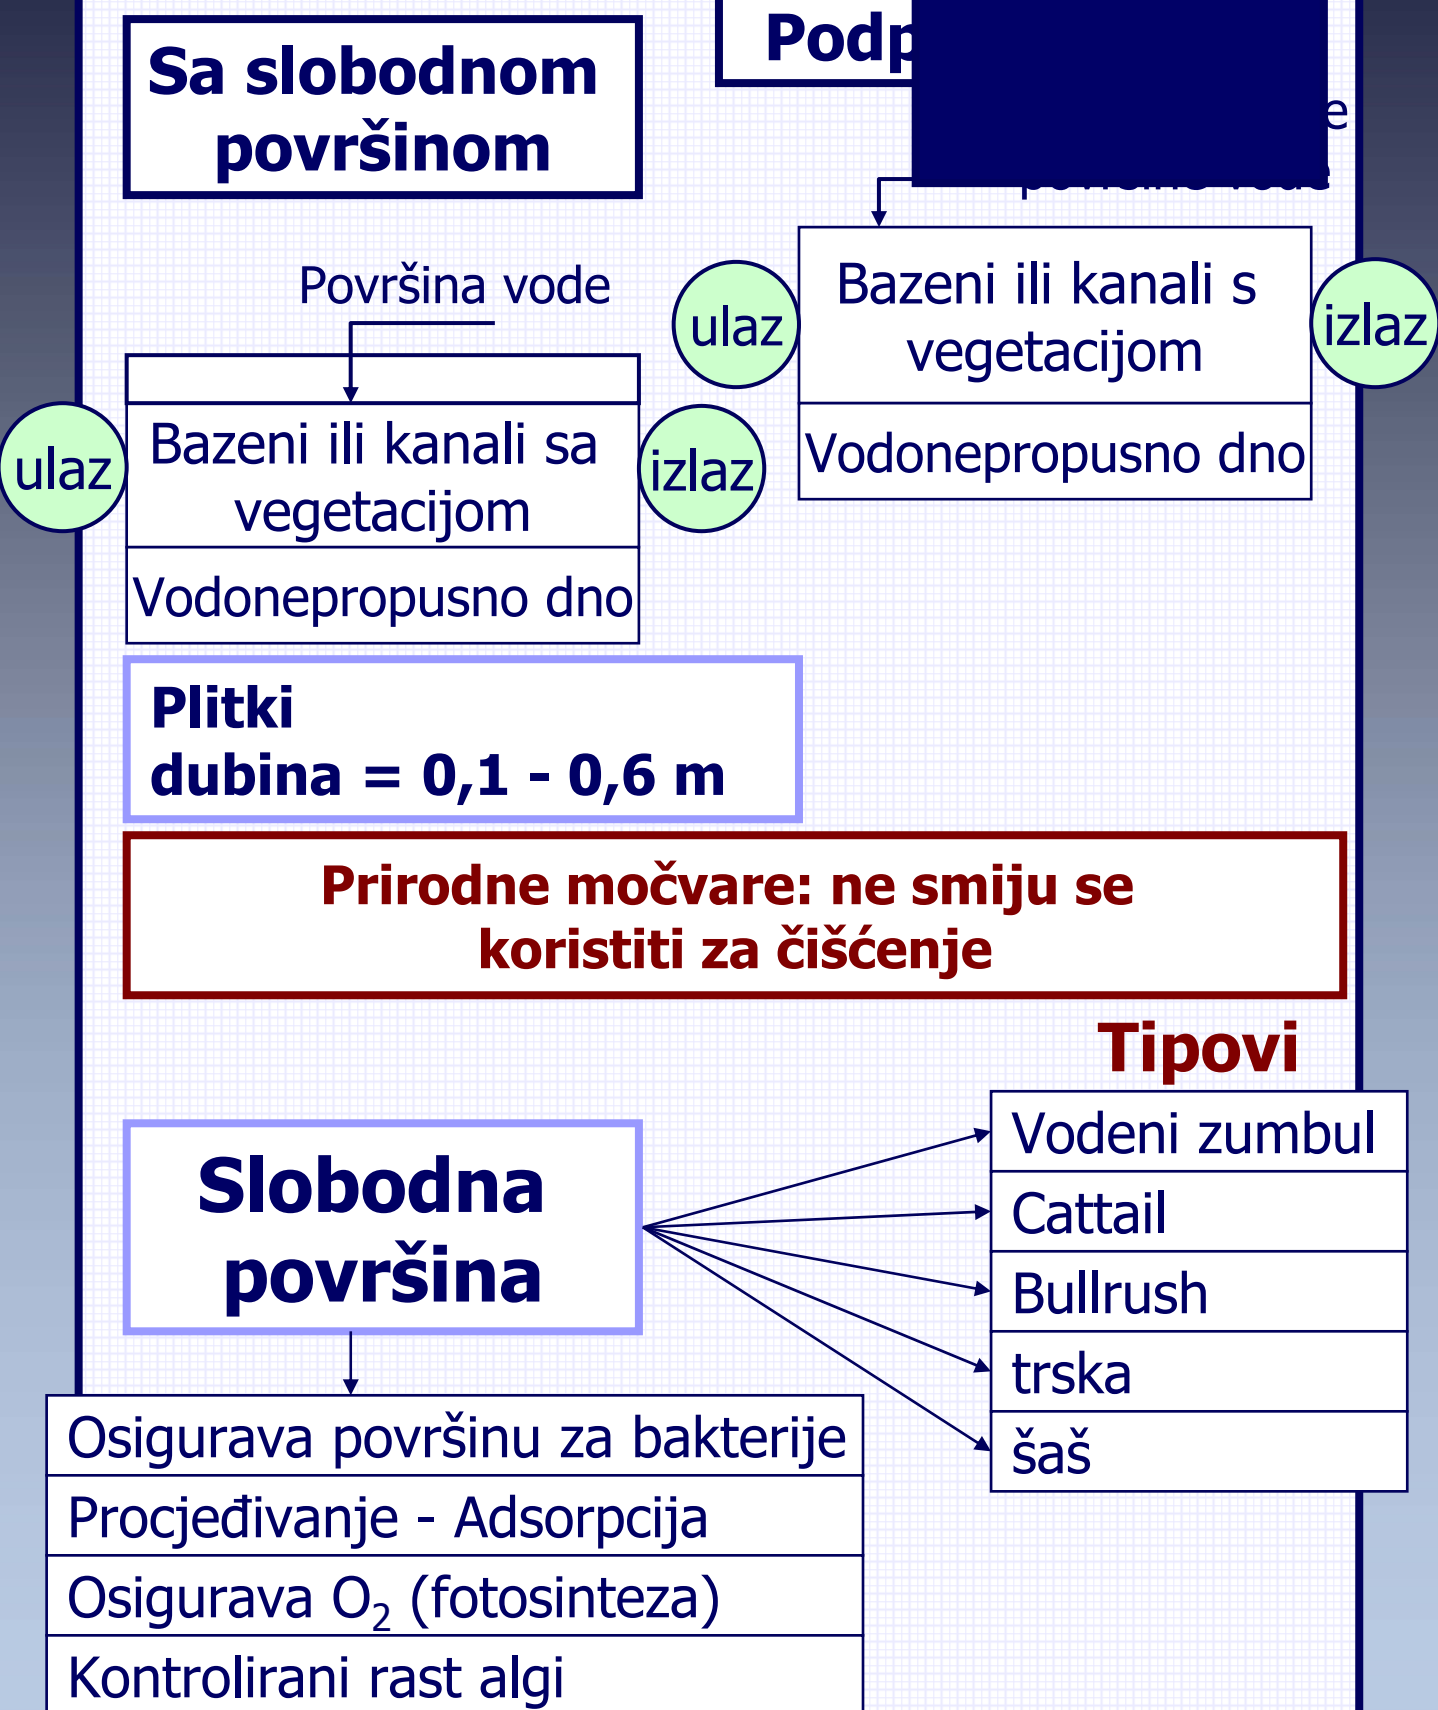 Sa slobodnom
površinom
Površina vode
ulaz
Bazeni ili kanali sa
vegetacijom
izlaz
Vodonepropusno dno
površine vode
ulaz
Bazeni ili kanali s
vegetacijom
izlaz
Vodonepropusno dno
Plitki
dubina = 0,1 - 0,6 m
Prirodne močvare: ne smiju se
koristiti za čišćenje
Tipovi
Slobodna
površina
Vodeni zumbul
Cattail
Bullrush
trska
šaš
Osigurava površinu za bakterije
Procjeđivanje - Adsorpcija
Osigurava O₂ (fotosinteza)
Kontrolirani rast algi